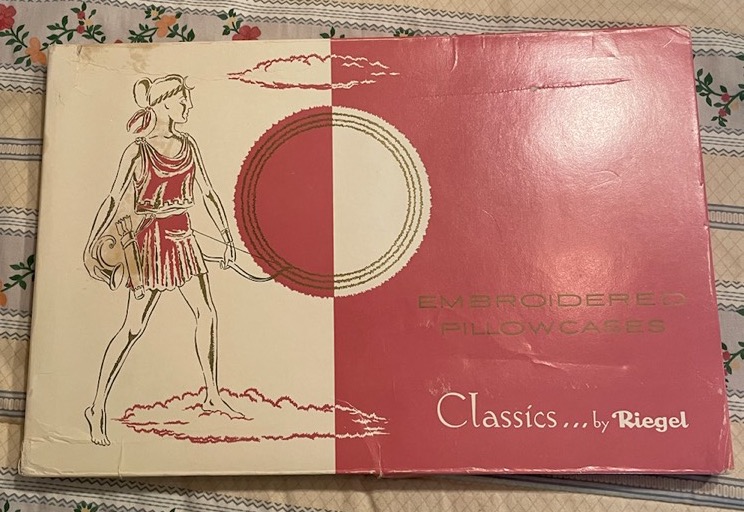 EMBROIDERED
PILLOWCASES
Classics... by Riegel